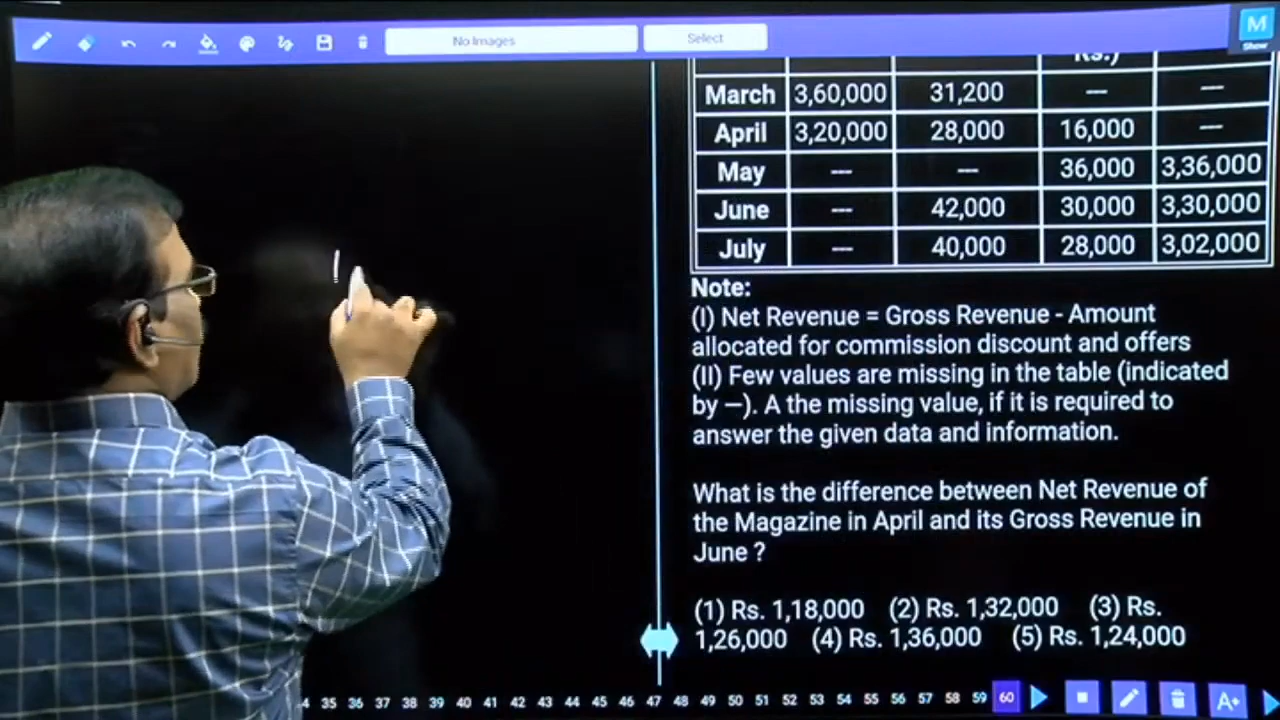 No Images Select M
Show
Rs.)
March 3,60,000 31,200 — —
April 3,20,000 28,000 16,000 —
May — — 36,000 3,36,000
June — 42,000 30,000 3,30,000
July — 40,000 28,000 3,02,000
Note:
(I) Net Revenue = Gross Revenue - Amount
allocated for commission discount and offers
(II) Few values are missing in the table (indicated
by –). A the missing value, if it is required to
answer the given data and information.
What is the difference between Net Revenue of
the Magazine in April and its Gross Revenue in
June ?
(1) Rs. 1,18,000 (2) Rs. 1,32,000 (3) Rs.
1,26,000 (4) Rs. 1,36,000 (5) Rs. 1,24,000
35 36 37 38 39 40 41 42 43 44 45 46 47 48 49 50 51 52 53 54 55 56 57 58 59 60 A+